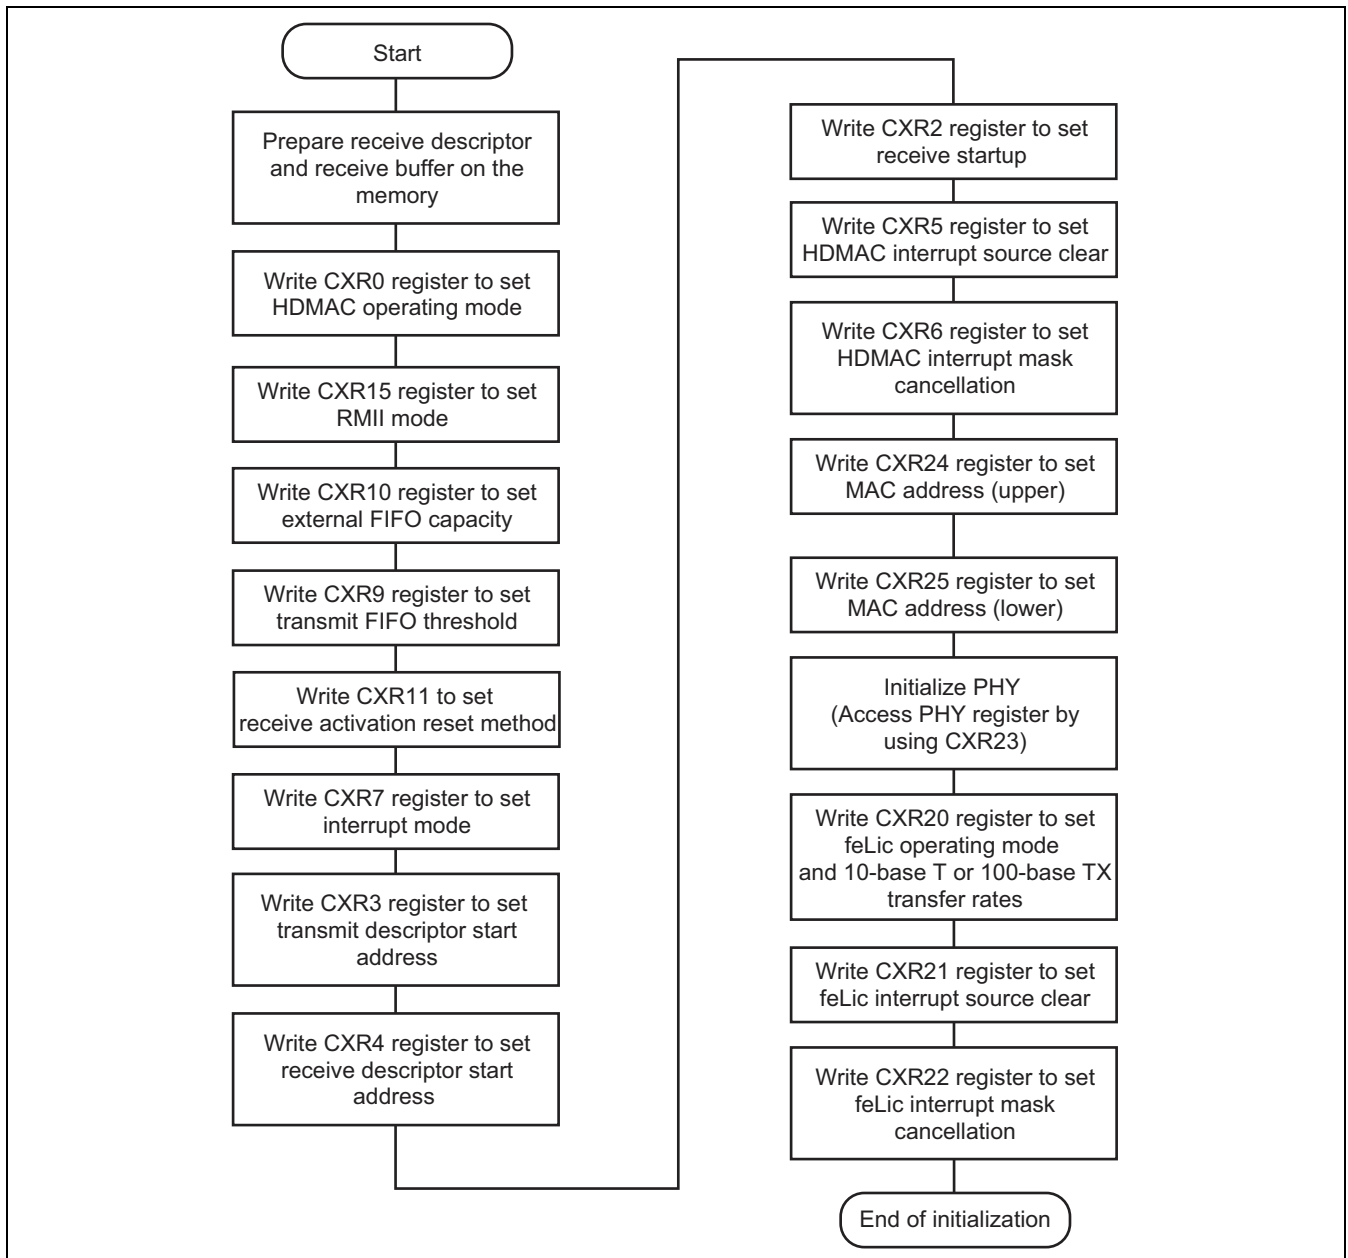 Start
Prepare receive descriptor
and receive buffer on the
memory
Write CXR0 register to set
HDMAC operating mode
Write CXR15 register to set
RMII mode
Write CXR10 register to set
external FIFO capacity
Write CXR9 register to set
transmit FIFO threshold
Write CXR11 to set
receive activation reset method
Write CXR7 register to set
interrupt mode
Write CXR3 register to set
transmit descriptor start
address
Write CXR4 register to set
receive descriptor start
address
Write CXR2 register to set
receive startup
Write CXR5 register to set
HDMAC interrupt source clear
Write CXR6 register to set
HDMAC interrupt mask
cancellation
Write CXR24 register to set
MAC address (upper)
Write CXR25 register to set
MAC address (lower)
Initialize PHY
(Access PHY register by
using CXR23)
Write CXR20 register to set
feLic operating mode
and 10-base T or 100-base TX
transfer rates
Write CXR21 register to set
feLic interrupt source clear
Write CXR22 register to set
feLic interrupt mask
cancellation
End of initialization